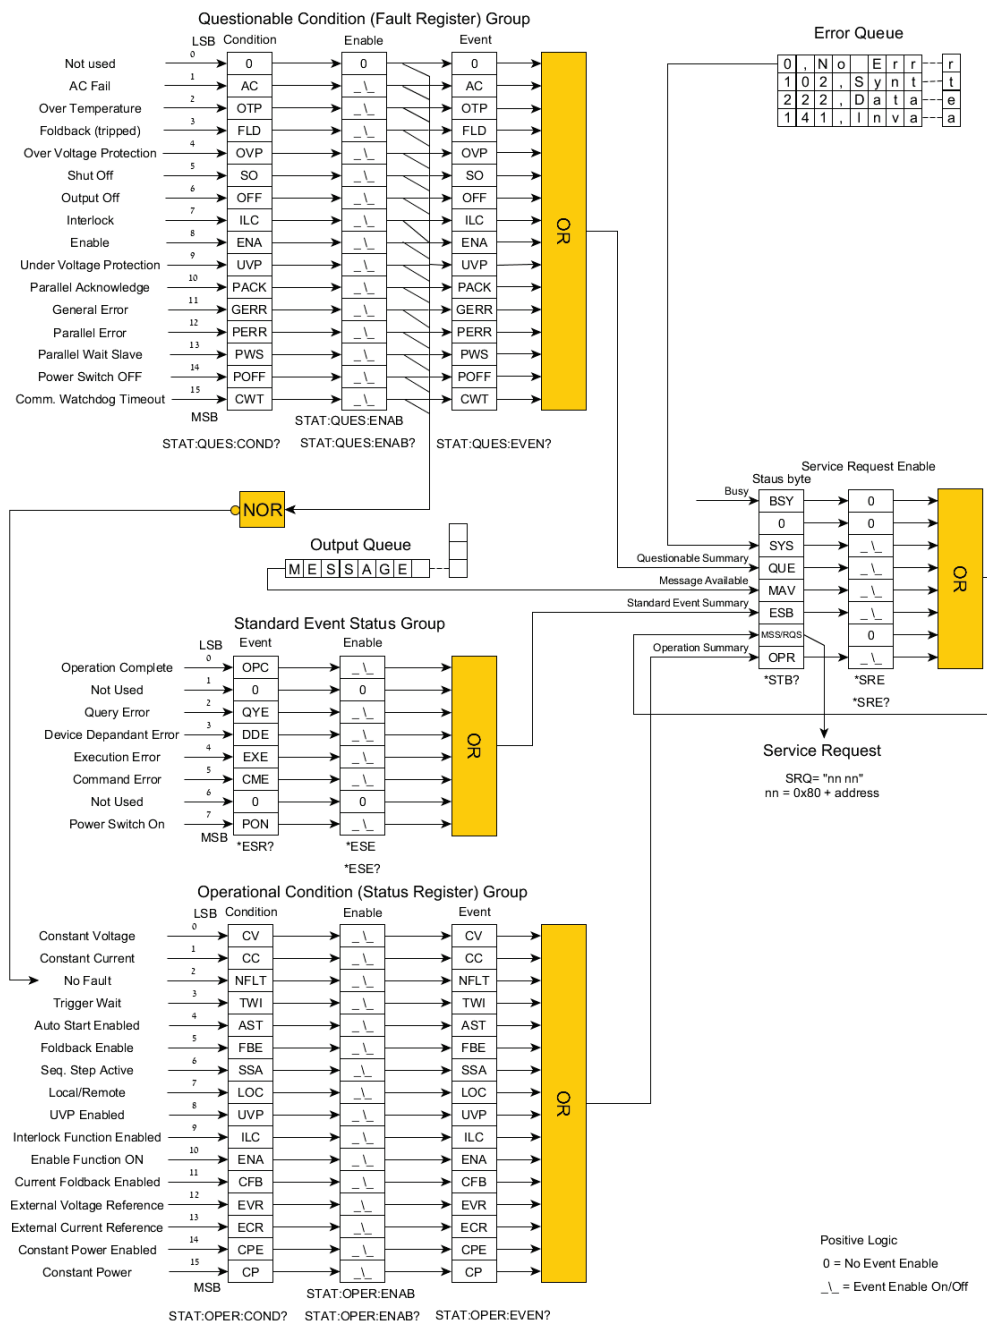 Questionable Condition (Fault Register) Group
Error Queue
LSB Condition Enable Event
Not used 0 0 0 0
AC Fail 1 AC _\_ AC
Over Temperature 2 OTP _\_ OTP
Foldback (tripped) 3 FLD _\_ FLD
Over Voltage Protection 4 OVP _\_ OVP
Shut Off 5 SO _\_ SO
Output Off 6 OFF _\_ OFF
Interlock 7 ILC _\_ ILC
Enable 8 ENA _\_ ENA
Under Voltage Protection 9 UVP _\_ UVP
Parallel Acknowledge 10 PACK _\_ PACK
General Error 11 GERR _\_ GERR
Parallel Error 12 PERR _\_ PERR
Parallel Wait Slave 13 PWS _\_ PWS
Power Switch OFF 14 POFF _\_ POFF
Comm. Watchdog Timeout 15 CWT _\_ CWT
MSB
OR
STAT:QUES:ENAB
STAT:QUES:COND? STAT:QUES:ENAB? STAT:QUES:EVEN?
0 , N o E r r r
1 0 2 , S y n t t
2 2 2 , D a t a e
1 4 1 , I n v a a
NOR
Output Queue
M E S S A G E
Service Request Enable
Staus byte
Busy BSY 0
0 0
SYS _\_
Questionable Summary QUE _\_
Message Available MAV _\_
Standard Event Summary ESB _\_
MSS/RQS 0
Operation Summary OPR _\_
OR
*STB? *SRE
*SRE?
Service Request
SRQ= "nn nn"
nn = 0x80 + address
Standard Event Status Group
LSB Event Enable
Operation Complete 0 OPC _\_
Not Used 1 0 0
Query Error 2 QYE _\_
Device Dependant Error 3 DDE _\_
Execution Error 4 EXE _\_
Command Error 5 CME _\_
Not Used 6 0 0
Power Switch On 7 PON _\_
MSB
OR
*ESR? *ESE
*ESE?
Operational Condition (Status Register) Group
LSB Condition Enable Event
Constant Voltage 0 CV _\_ CV
Constant Current 1 CC _\_ CC
No Fault 2 NFLT _\_ NFLT
Trigger Wait 3 TWI _\_ TWI
Auto Start Enabled 4 AST _\_ AST
Foldback Enable 5 FBE _\_ FBE
Seq. Step Active 6 SSA _\_ SSA
Local/Remote 7 LOC _\_ LOC
UVP Enabled 8 UVP _\_ UVP
Interlock Function Enabled 9 ILC _\_ ILC
Enable Function ON 10 ENA _\_ ENA
Current Foldback Enabled 11 CFB _\_ CFB
External Voltage Reference 12 EVR _\_ EVR
External Current Reference 13 ECR _\_ ECR
Constant Power Enabled 14 CPE _\_ CPE
Constant Power 15 CP _\_ CP
MSB
OR
STAT:OPER:ENAB
STAT:OPER:COND? STAT:OPER:ENAB? STAT:OPER:EVEN?
Positive Logic
0 = No Event Enable
_\_ = Event Enable On/Off